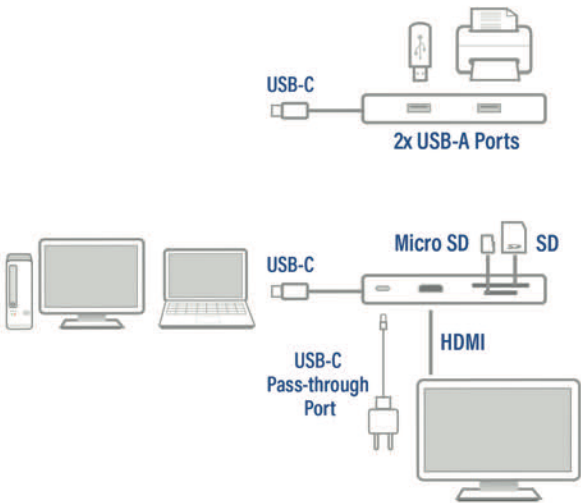 USB-C
2x USB-A Ports
Micro SD
SD
USB-C
HDMI
USB-C
Pass-through
Port